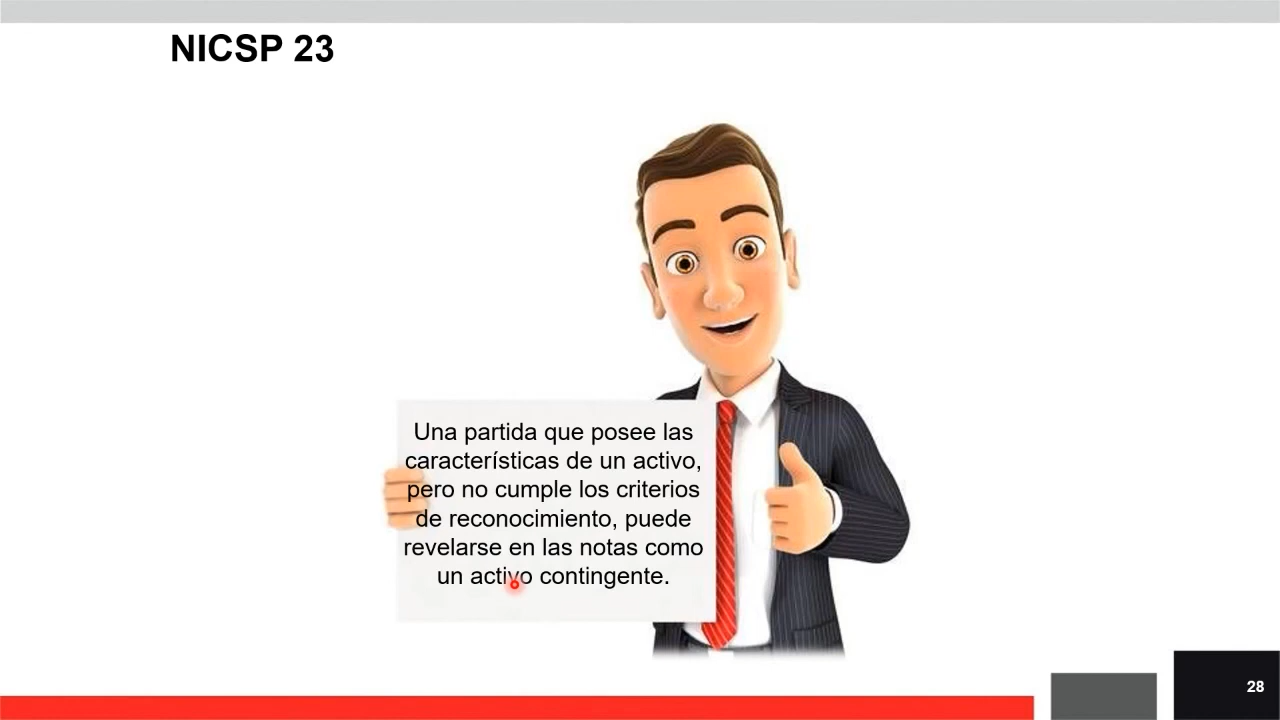 NICSP 23
Una partida que posee las
características de un activo,
pero no cumple los criterios
de reconocimiento, puede
revelarse en las notas como
un activo contingente.
28